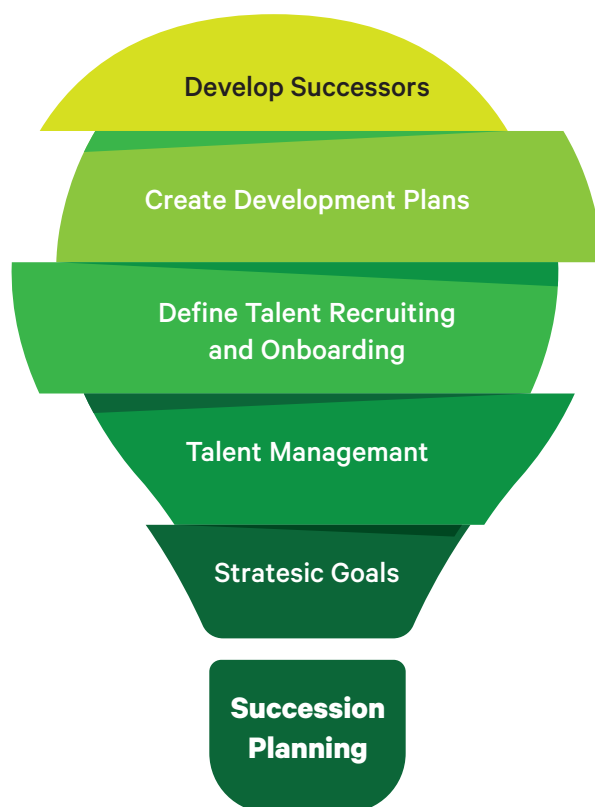 Develop Successors
Create Development Plans
Define Talent Recruiting
and Onboarding
Talent Managemant
Stratesic Goals
Succession
Planning